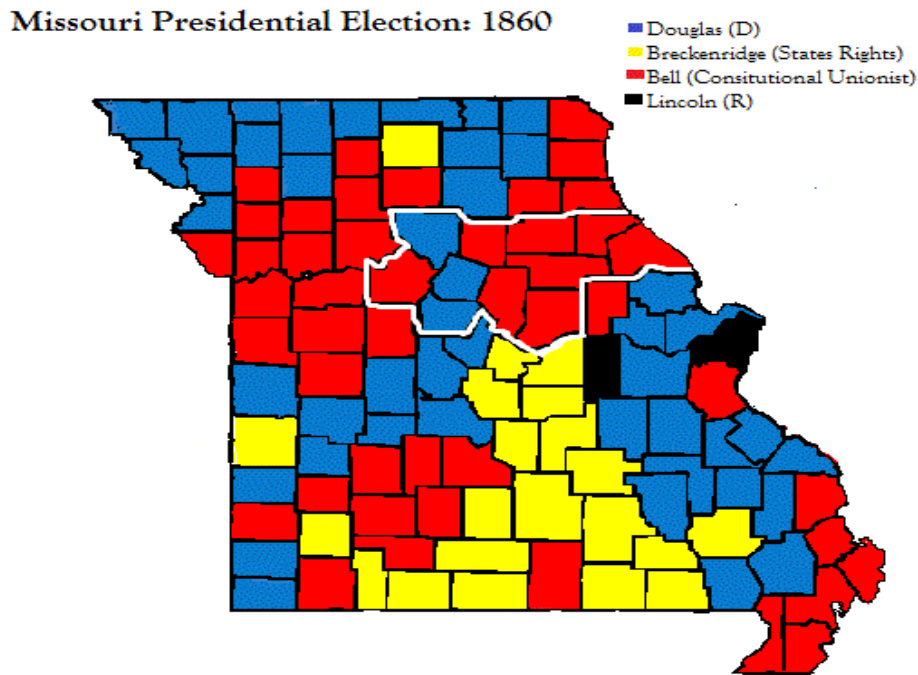 Missouri Presidential Election: 1860
Douglas (D)
Breckenridge (States Rights)
Bell (Consitutional Unionist)
Lincoln (R)